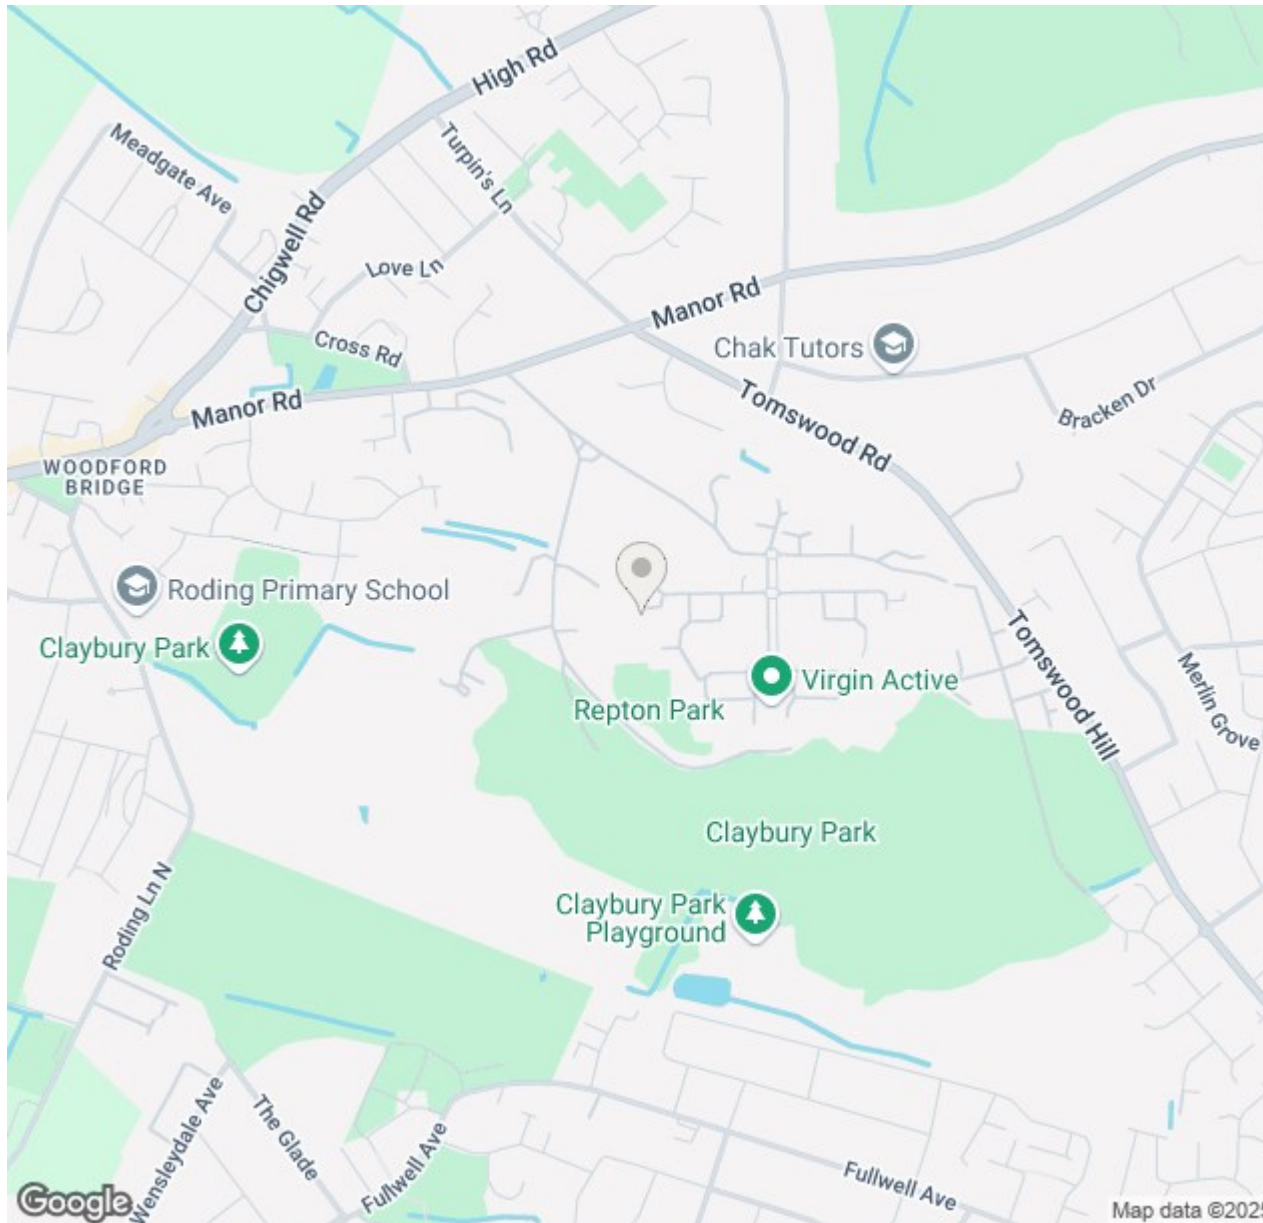 High Rd
Meadgate Ave
Turpin's Ln
Chigwell Rd
Love Ln
Manor Rd
Cross Rd
Chak Tutors
Manor Rd
Tomswood Rd
Bracken Dr
WOODFORD
BRIDGE
Roding Primary School
Claybury Park
Tomswood Hill
Merlin Grove
Virgin Active
Repton Park
Claybury Park
Claybury Park
Playground
Roding Ln N
Wensleydale Ave
The Glade
Fullwell Ave
Fullwell Ave
Google
Map data ©2025